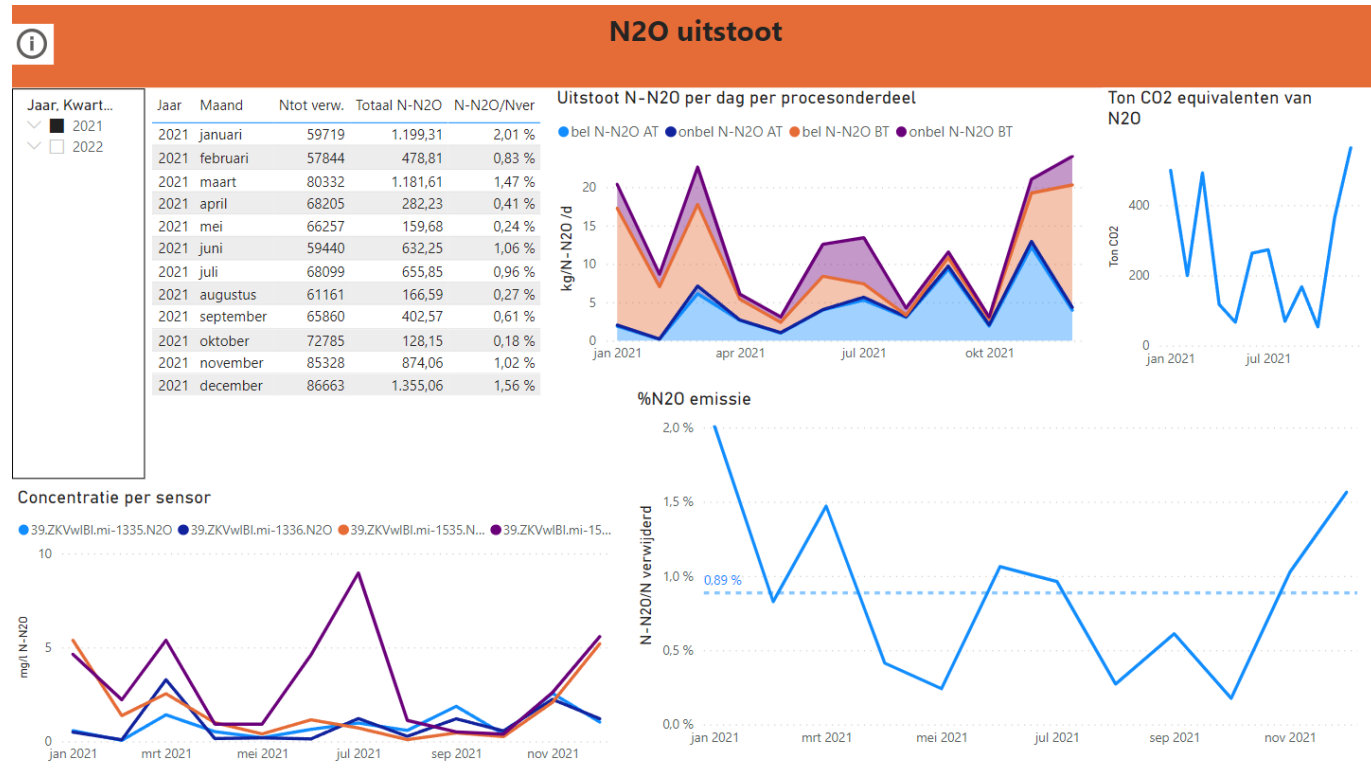 N2O uitstoot
Jaar, Kwart...
2021
2022
Jaar Maand Ntot verw. Totaal N-N2O N-N2O/Nver
2021 januari 59719 1.199,31 2,01 %
2021 februari 57844 478,81 0,83 %
2021 maart 80332 1.181,61 1,47 %
2021 april 68205 282,23 0,41 %
2021 mei 66257 159,68 0,24 %
2021 juni 59440 632,25 1,06 %
2021 juli 68099 655,85 0,96 %
2021 augustus 61161 166,59 0,27 %
2021 september 65860 402,57 0,61 %
2021 oktober 72785 128,15 0,18 %
2021 november 85328 874,06 1,02 %
2021 december 86663 1.355,06 1,56 %
Uitstoot N-N2O per dag per procesonderdeel
bel N-N2O AT onbel N-N2O AT bel N-N2O BT onbel N-N2O BT
kg/N-N2O /d
20
15
10
5
0
jan 2021 apr 2021 jul 2021 okt 2021
Ton CO2 equivalenten van
N2O
Ton CO2
400
200
0
jan 2021 jul 2021
Concentratie per sensor
39.ZKVwIBI.mi-1335.N2O 39.ZKVwIBI.mi-1336.N2O 39.ZKVwIBI.mi-1535.N... 39.ZKVwIBI.mi-15...
mg/l N-N2O
10
5
0
jan 2021 mrt 2021 mei 2021 jul 2021 sep 2021 nov 2021
%N2O emissie
N-N2O/N verwijderd
2,0 %
1,5 %
1,0 %
0,89 %
0,5 %
0,0 %
jan 2021 mrt 2021 mei 2021 jul 2021 sep 2021 nov 2021